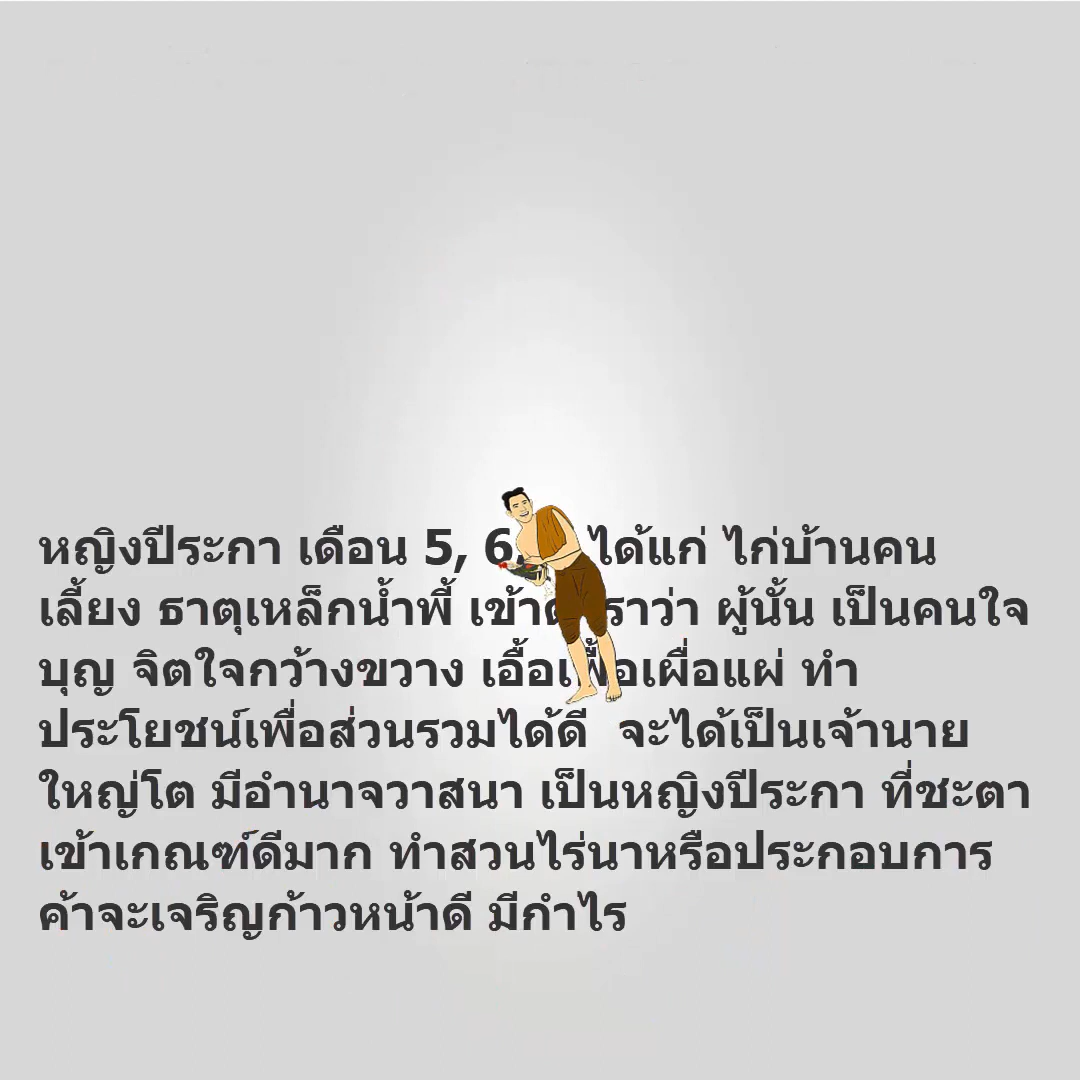 หญิงปีระกา เดือน 5, 6, ได้แก่ ไก่บ้านคน
เลี้ยง ธาตุเหล็กน้ำพี้ เข้าตำราว่า ผู้นั้น เป็นคนใจ
บุญ จิตใจกว้างขวาง เอื้อเฟื้อเผื่อแผ่ ทำ
ประโยชน์เพื่อส่วนรวมได้ดี จะได้เป็นเจ้านาย
ใหญ่โต มีอำนาจวาสนา เป็นหญิงปีระกา ที่ชะตา
เข้าเกณฑ์ดีมาก ทำสวนไร่นาหรือประกอบการ
ค้าจะเจริญก้าวหน้าดี มีกำไร